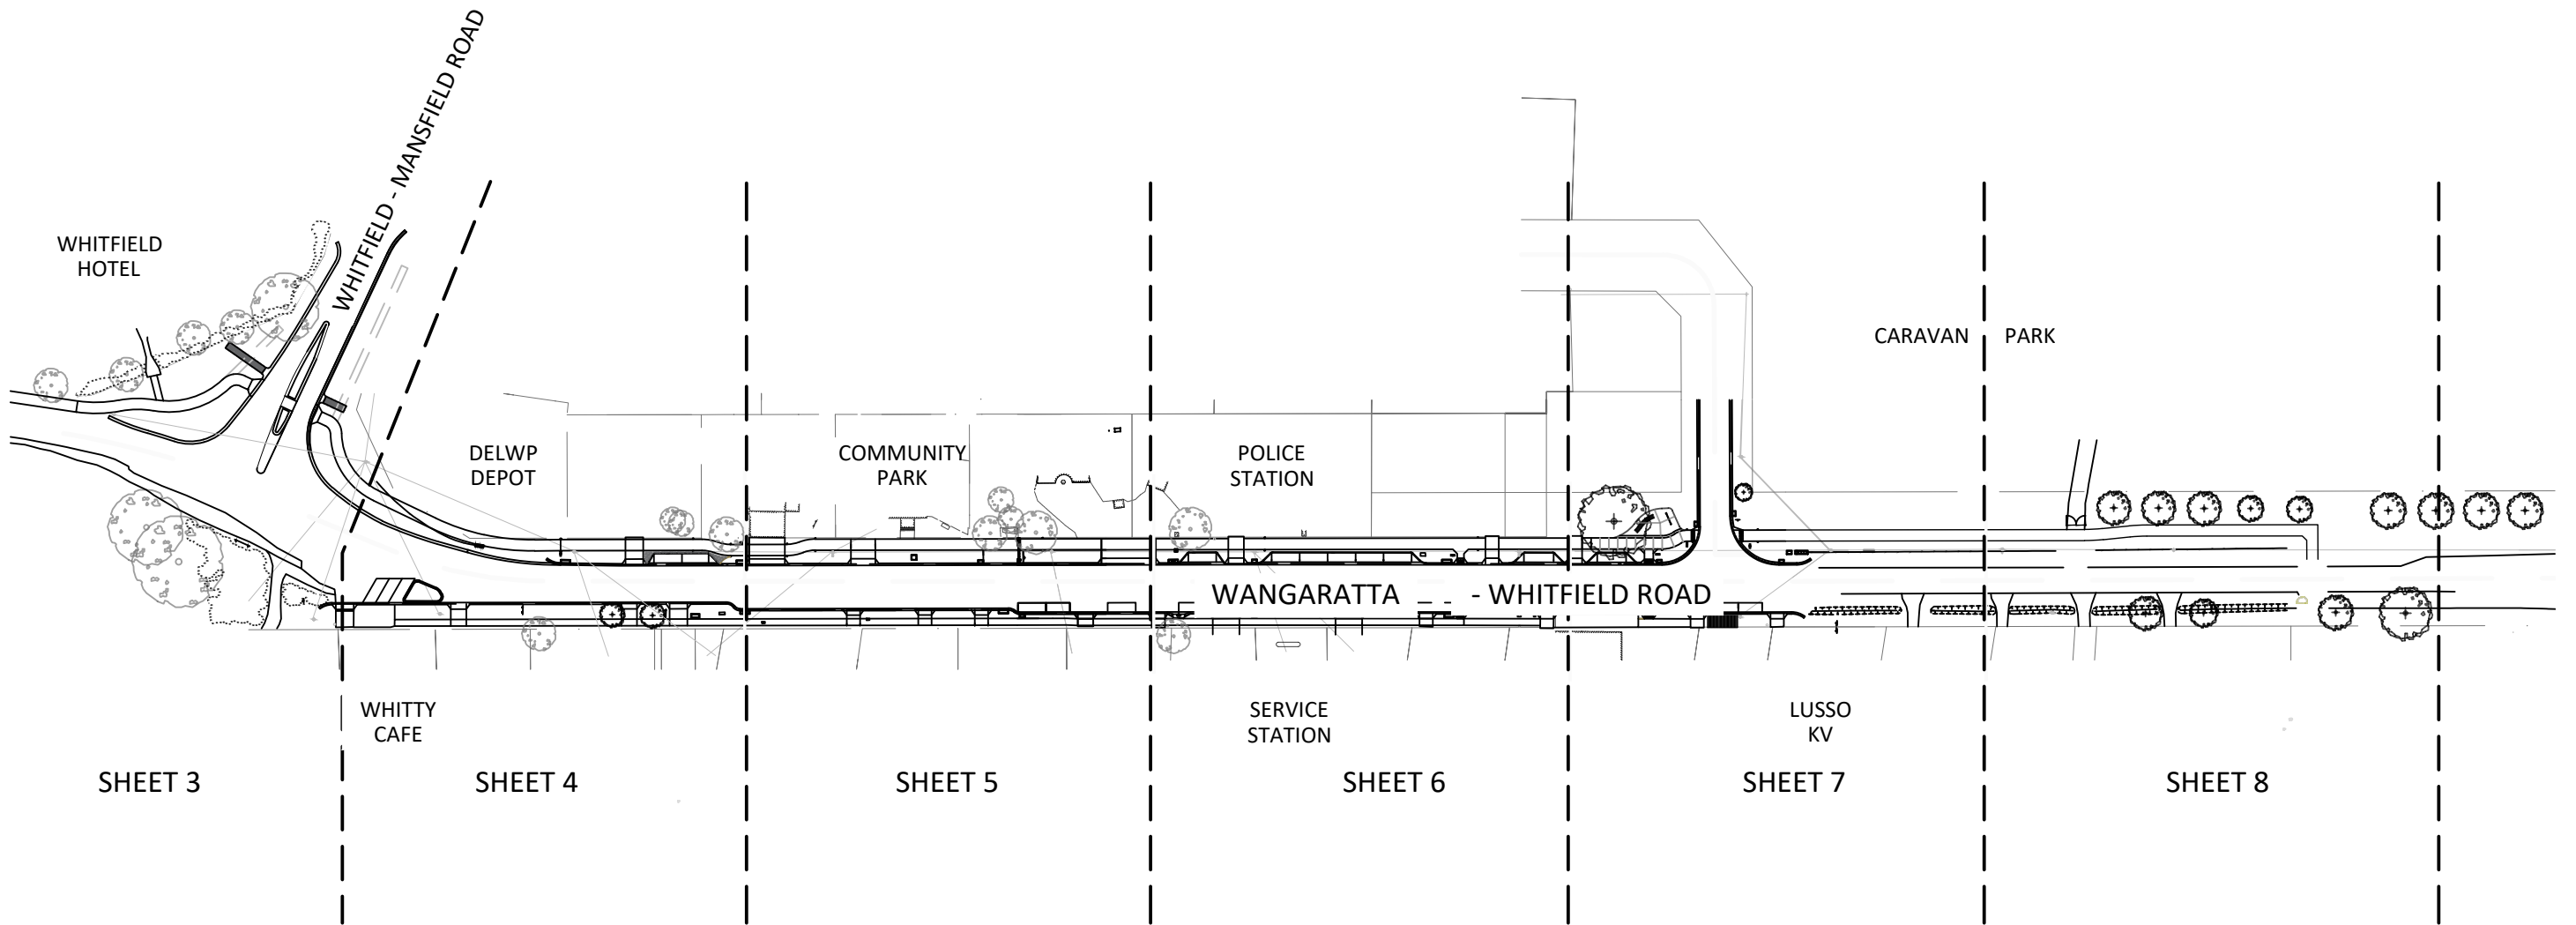 WHITFIELD - MANSFIELD ROAD
WHITFIELD
HOTEL
CARAVAN PARK
DELWP
DEPOT
COMMUNITY
PARK
POLICE
STATION
WANGARATTA - WHITFIELD ROAD
WHITTY
CAFE
SERVICE
STATION
LUSSO
KV
SHEET 3
SHEET 4
SHEET 5
SHEET 6
SHEET 7
SHEET 8